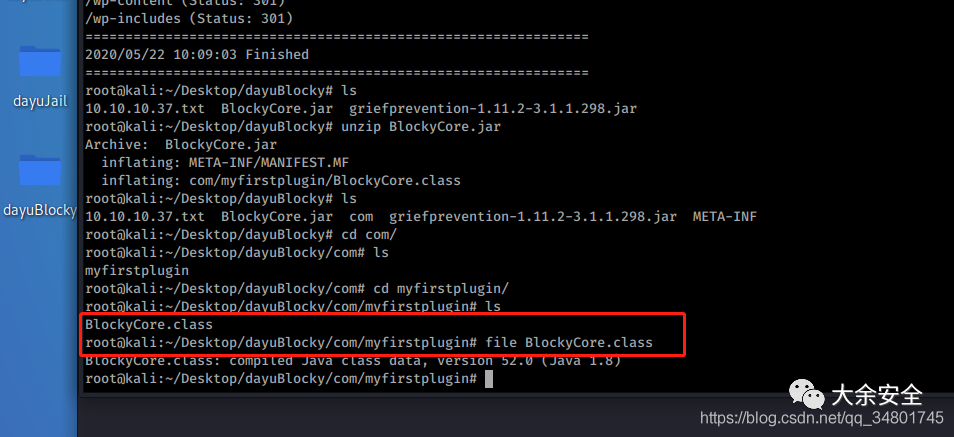 /wp-content (Status: 301)
/wp-includes (Status: 301)
===============================================================
2020/05/22 10:09:03 Finished
===============================================================
root@kali:~/Desktop/dayuBlocky# ls
10.10.10.37.txt  BlockyCore.jar  griefprevention-1.11.2-3.1.1.298.jar
root@kali:~/Desktop/dayuBlocky# unzip BlockyCore.jar
Archive:  BlockyCore.jar
  inflating: META-INF/MANIFEST.MF
  inflating: com/myfirstplugin/BlockyCore.class
root@kali:~/Desktop/dayuBlocky# ls
10.10.10.37.txt  BlockyCore.jar  com  griefprevention-1.11.2-3.1.1.298.jar  META-INF
root@kali:~/Desktop/dayuBlocky# cd com/
root@kali:~/Desktop/dayuBlocky/com# ls
myfirstplugin
root@kali:~/Desktop/dayuBlocky/com# cd myfirstplugin/
root@kali:~/Desktop/dayuBlocky/com/myfirstplugin# ls
BlockyCore.class
root@kali:~/Desktop/dayuBlocky/com/myfirstplugin# file BlockyCore.class
BlockyCore.class: compiled Java class data, version 52.0 (Java 1.8)
root@kali:~/Desktop/dayuBlocky/com/myfirstplugin#
dayuJail
dayuBlocky
大余安全
https://blog.csdn.net/qq_34801745